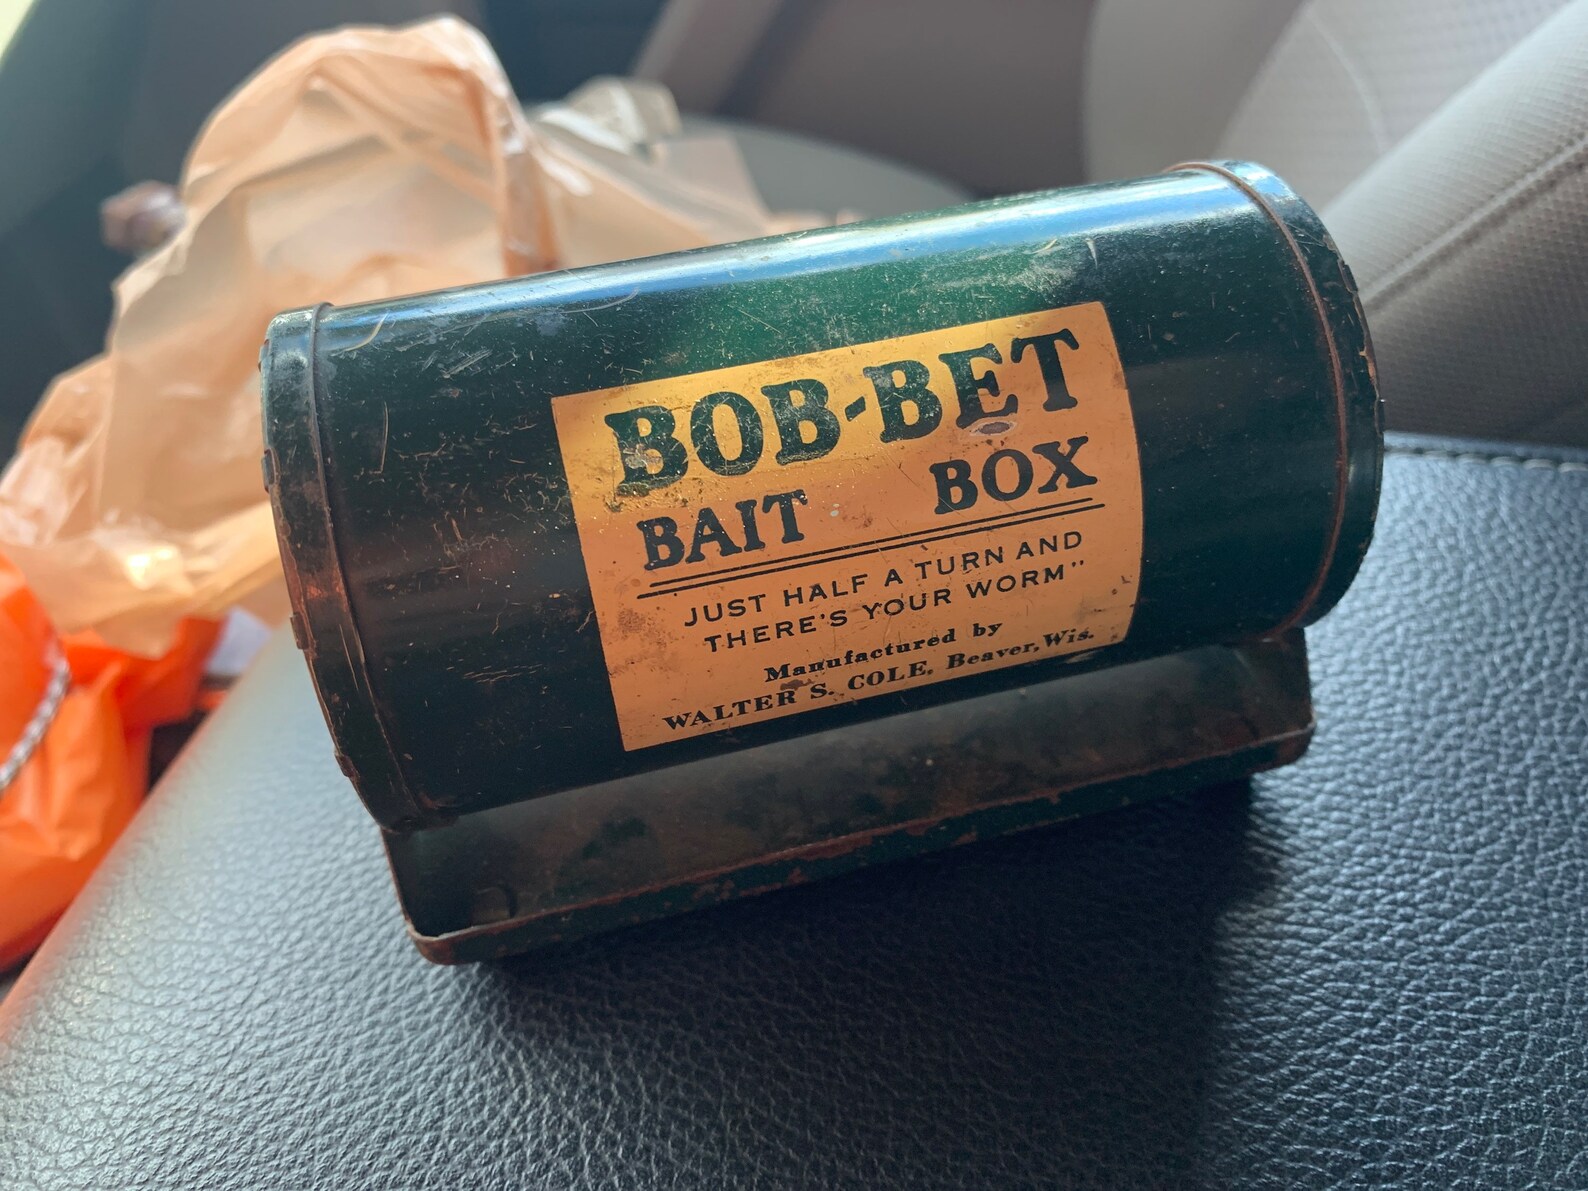 BOB-BET
BAIT BOX
JUST HALF A TURN AND
THERE'S YOUR WORM"
Manufactured by
WALTER S. COLE, Beaver, Wis.